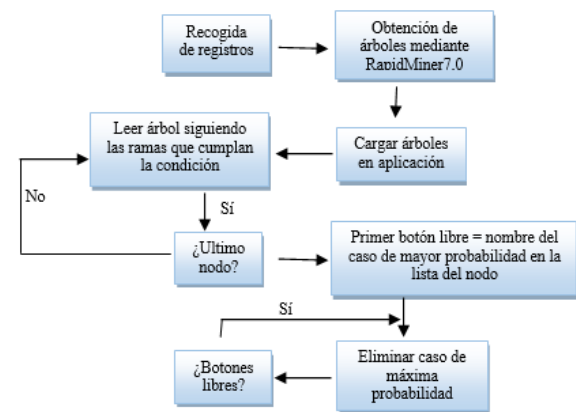 Recogida
de registros
Obtención de
árboles mediante
RapidMiner7.0
Leer árbol siguiendo
las ramas que cumplan
la condición
Cargar árboles
en aplicación
No
Sí
¿Ultimo
nodo?
Primer botón libre = nombre del
caso de mayor probabilidad en la
lista del nodo
Sí
¿Botones
libres?
Eliminar caso de
máxima
probabilidad